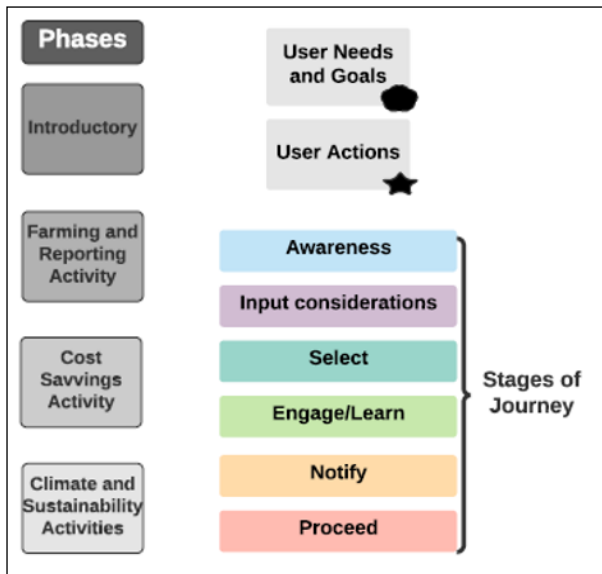 Phases
Introductory
Farming and
Reporting
Activity
Cost
Savvings
Activity
Climate and
Sustainability
Activities
User Needs
and Goals
User Actions
Awareness
Input considerations
Select
Engage/Learn
Notify
Proceed
Stages of
Journey